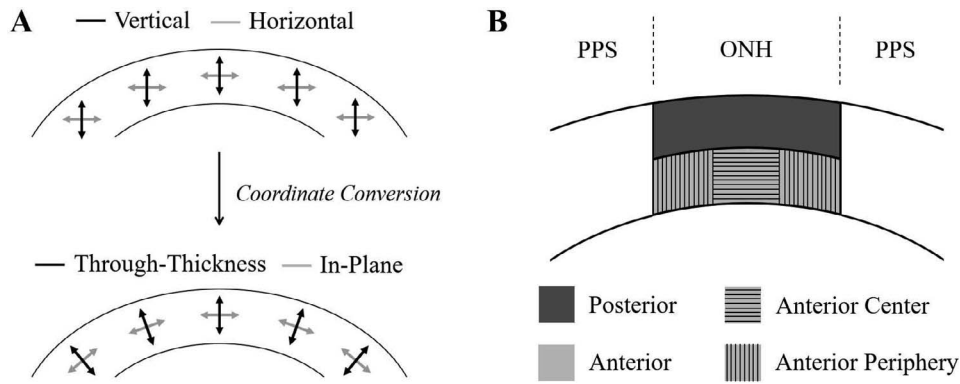 A
Vertical Horizontal
Coordinate Conversion
Through-Thickness In-Plane
B
PPS ONH PPS
Posterior Anterior Center
Anterior Anterior Periphery